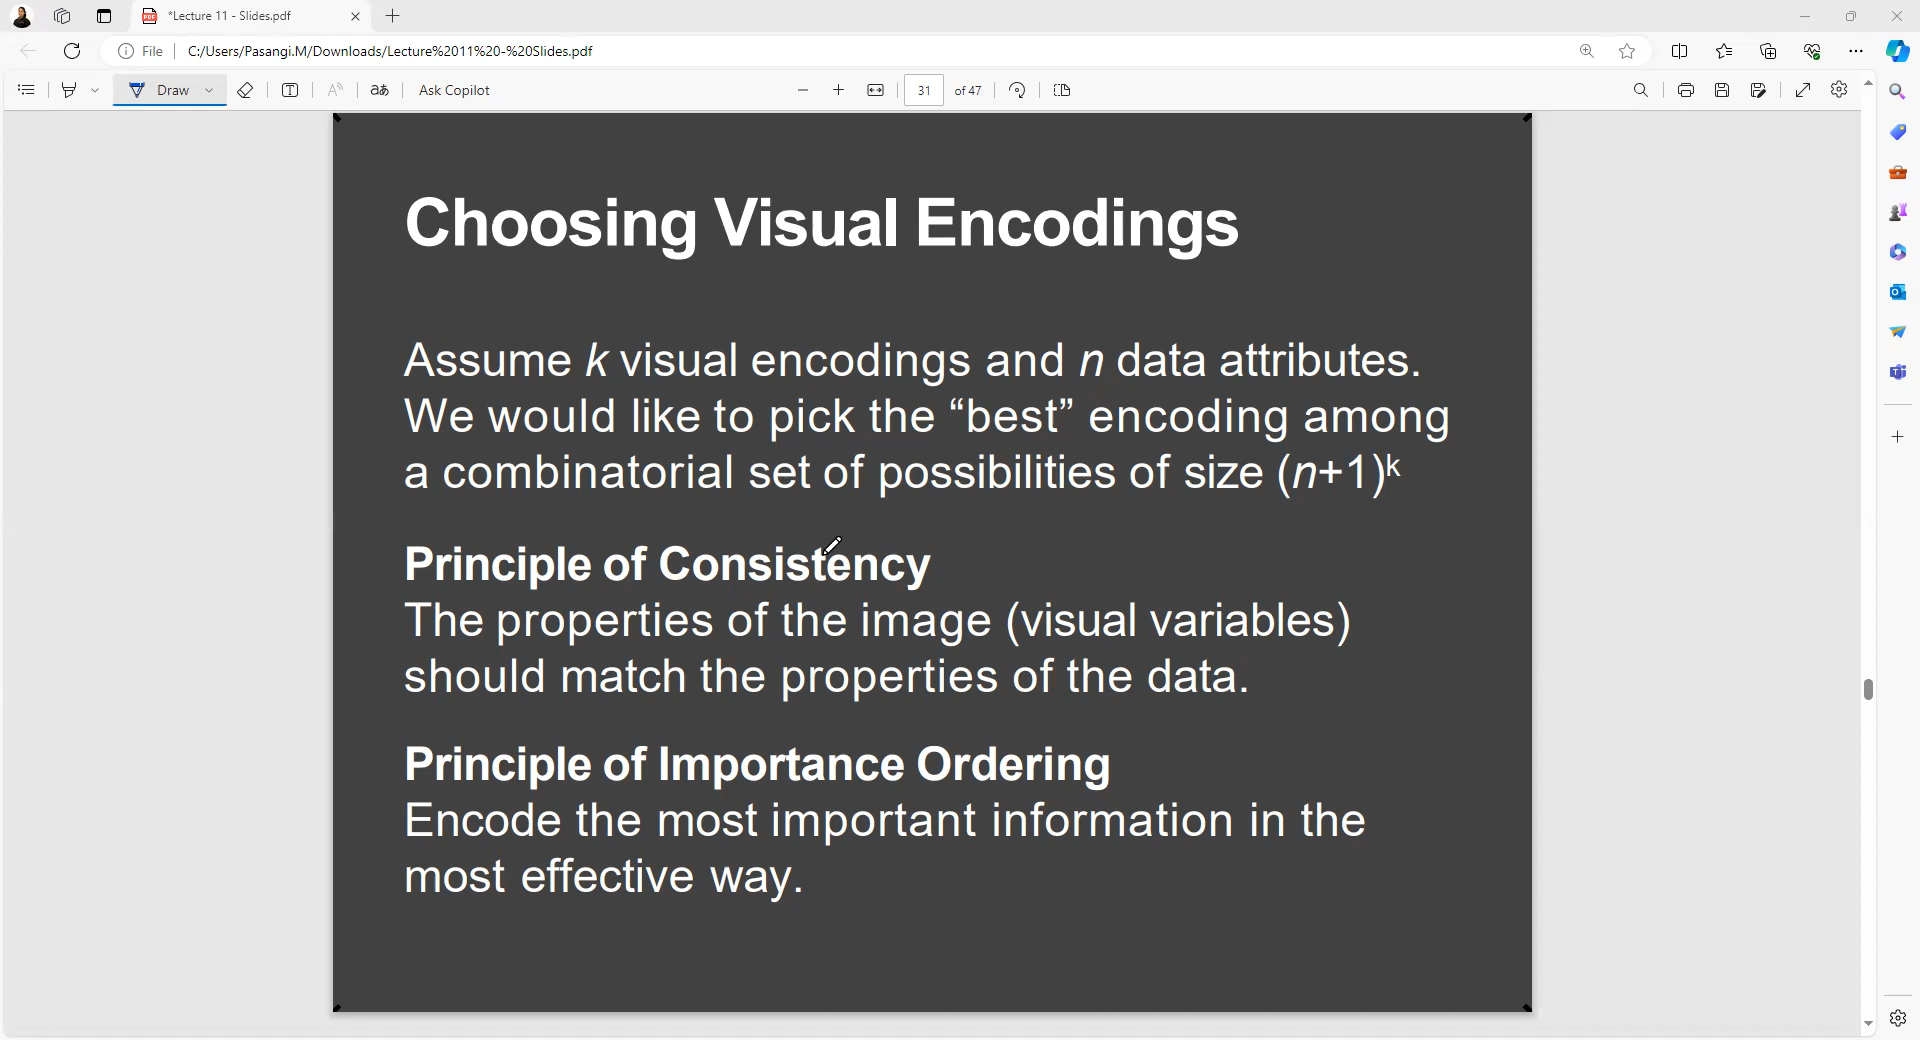 *Lecture 11 - Slides.pdf
File C:/Users/Pasangi.M/Downloads/Lecture%2011%20-%20Slides.pdf
Draw Ask Copilot 31 of 47
Choosing Visual Encodings
Assume k visual encodings and n data attributes.
We would like to pick the “best” encoding among
a combinatorial set of possibilities of size (n+1)ᵏ
Principle of Consistency
The properties of the image (visual variables)
should match the properties of the data.
Principle of Importance Ordering
Encode the most important information in the
most effective way.